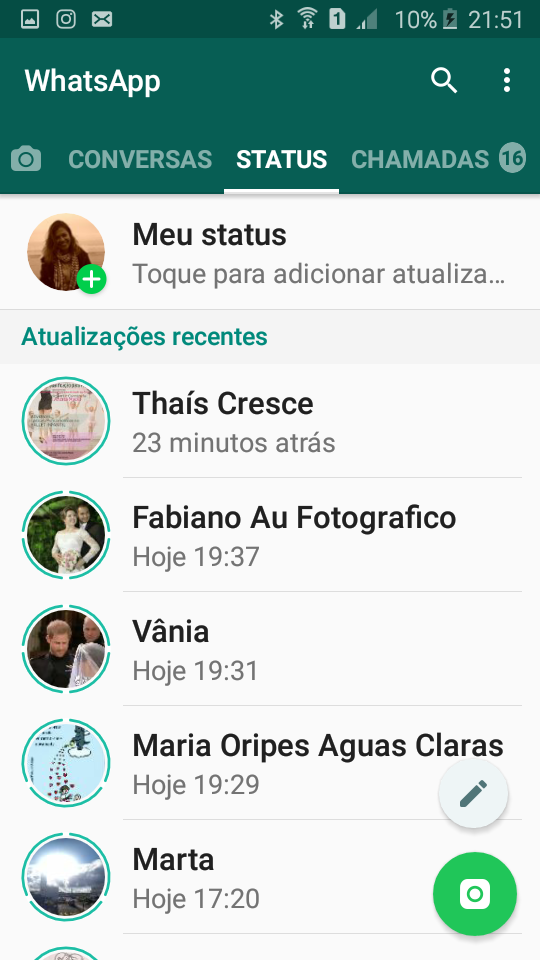 1 10% 21:51
WhatsApp
CONVERSAS STATUS CHAMADAS 16
Meu status
Toque para adicionar atualiza...
Atualizações recentes
Thaís Cresce
23 minutos atrás
Fabiano Au Fotografico
Hoje 19:37
Vânia
Hoje 19:31
Maria Oripes Aguas Claras
Hoje 19:29
Marta
Hoje 17:20